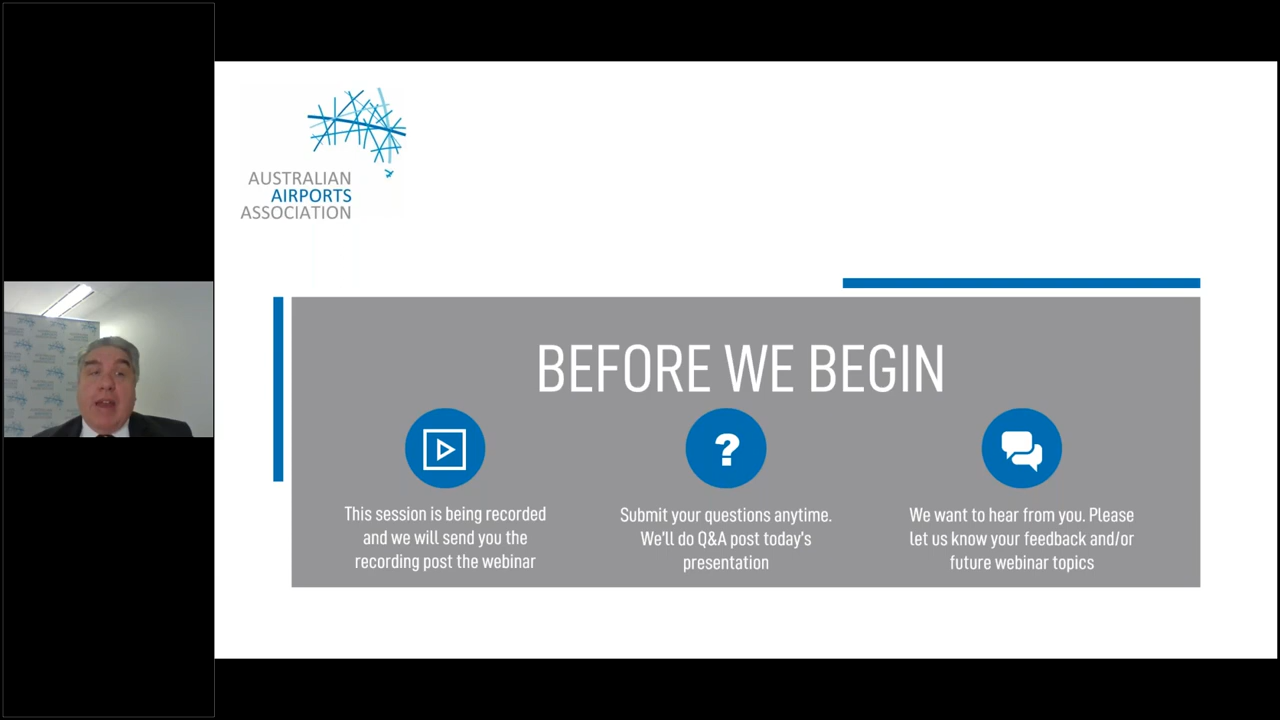 AUSTRALIAN
AIRPORTS
ASSOCIATION
BEFORE WE BEGIN
This session is being recorded
and we will send you the
recording post the webinar
Submit your questions anytime.
We'll do Q&A post today's
presentation
We want to hear from you. Please
let us know your feedback and/or
future webinar topics